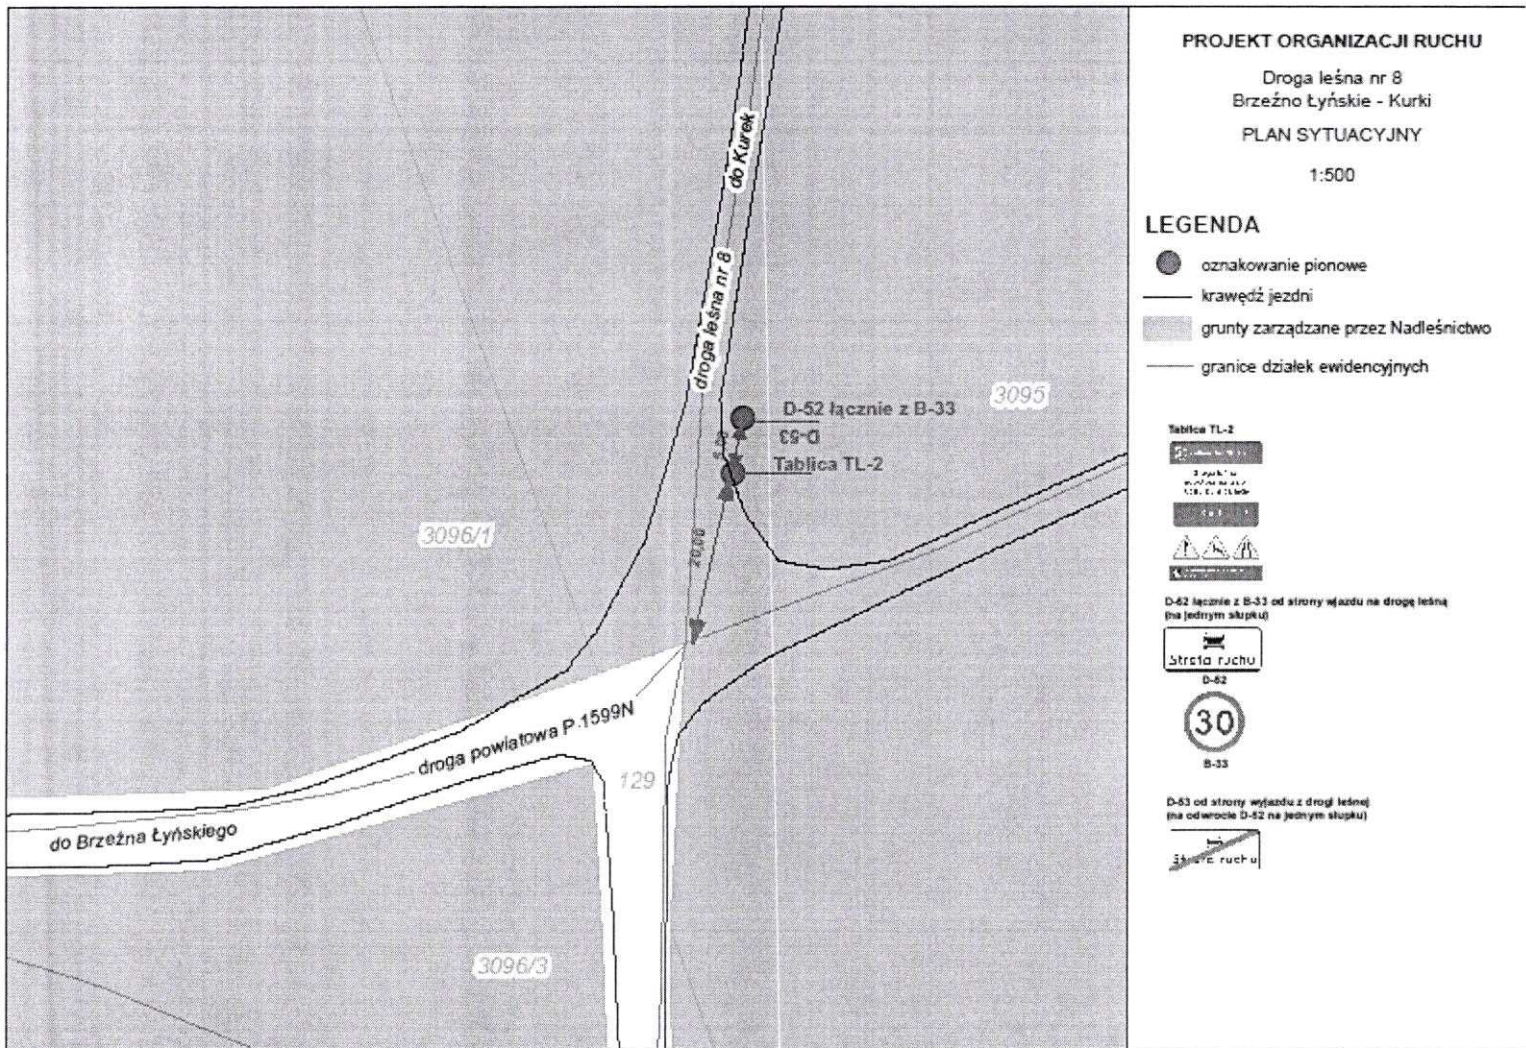 PROJEKT ORGANIZACJI RUCHU
Droga leśna nr 8
Brzeźno Łyńskie - Kurki
PLAN SYTUACYJNY
1:500
LEGENDA
oznakowanie pionowe
krawędź jezdni
grunty zarządzane przez Nadleśnictwo
granice działek ewidencyjnych
Tablica TL-2
D-52 łącznie z B-33 od strony wjazdu na drogę leśną
(na jednym słupku)
Strefa ruchu
D-52
30
B-33
D-53 od strony wyjazdu z drogi leśnej
(na odwrocie D-52 na jednym słupku)
Strefa ruchu
do Kurek
droga leśna nr 8
D-52 łącznie z B-33
D-53
Tablica TL-2
20,00
3095
3096/1
droga powiatowa P 1599N
129
do Brzeźna Łyńskiego
3096/3